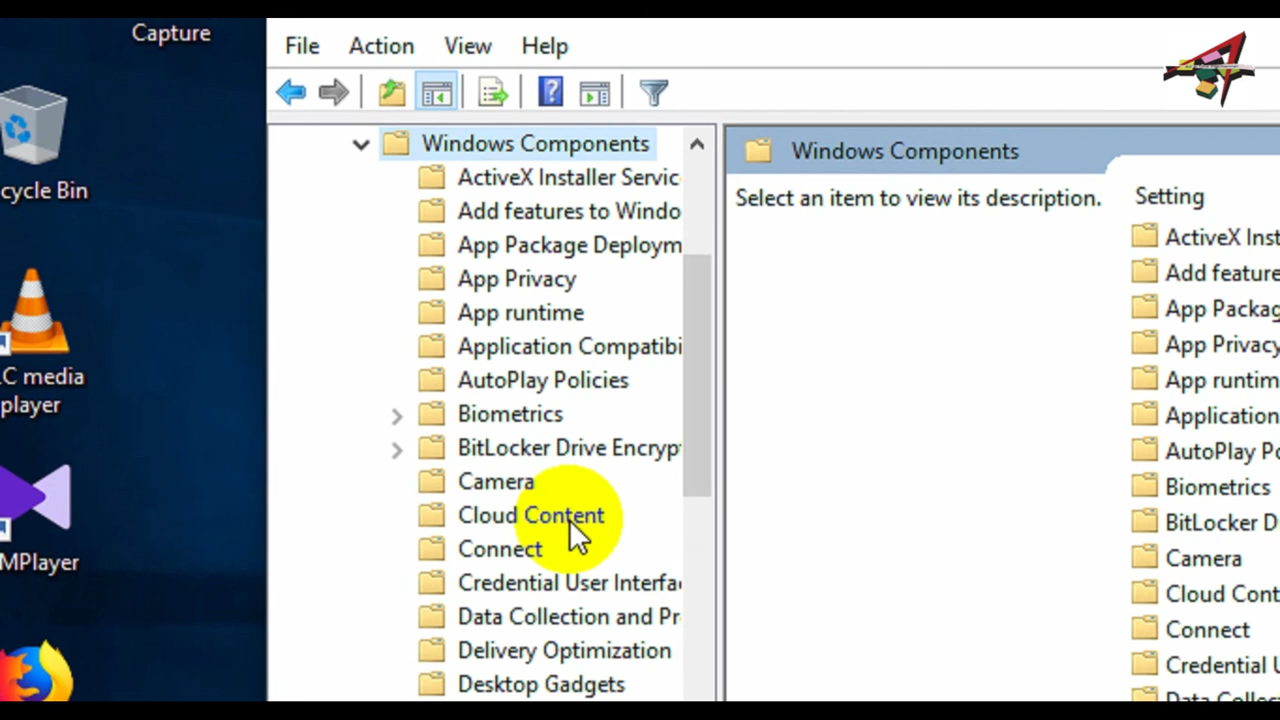 Capture
cycle Bin
C media
player
MPlayer
File Action View Help
Windows Components
ActiveX Installer Servic
Add features to Windo
App Package Deploym
App Privacy
App runtime
Application Compatibi
AutoPlay Policies
Biometrics
BitLocker Drive Encryp
Camera
Cloud Content
Connect
Credential User Interfa
Data Collection and Pr
Delivery Optimization
Desktop Gadgets
Windows Components
Select an item to view its description.
Setting
ActiveX Inst
Add feature
App Packag
App Privacy
App runtim
Application
AutoPlay Po
Biometrics
BitLocker D
Camera
Cloud Cont
Connect
Credential U
Data Collec